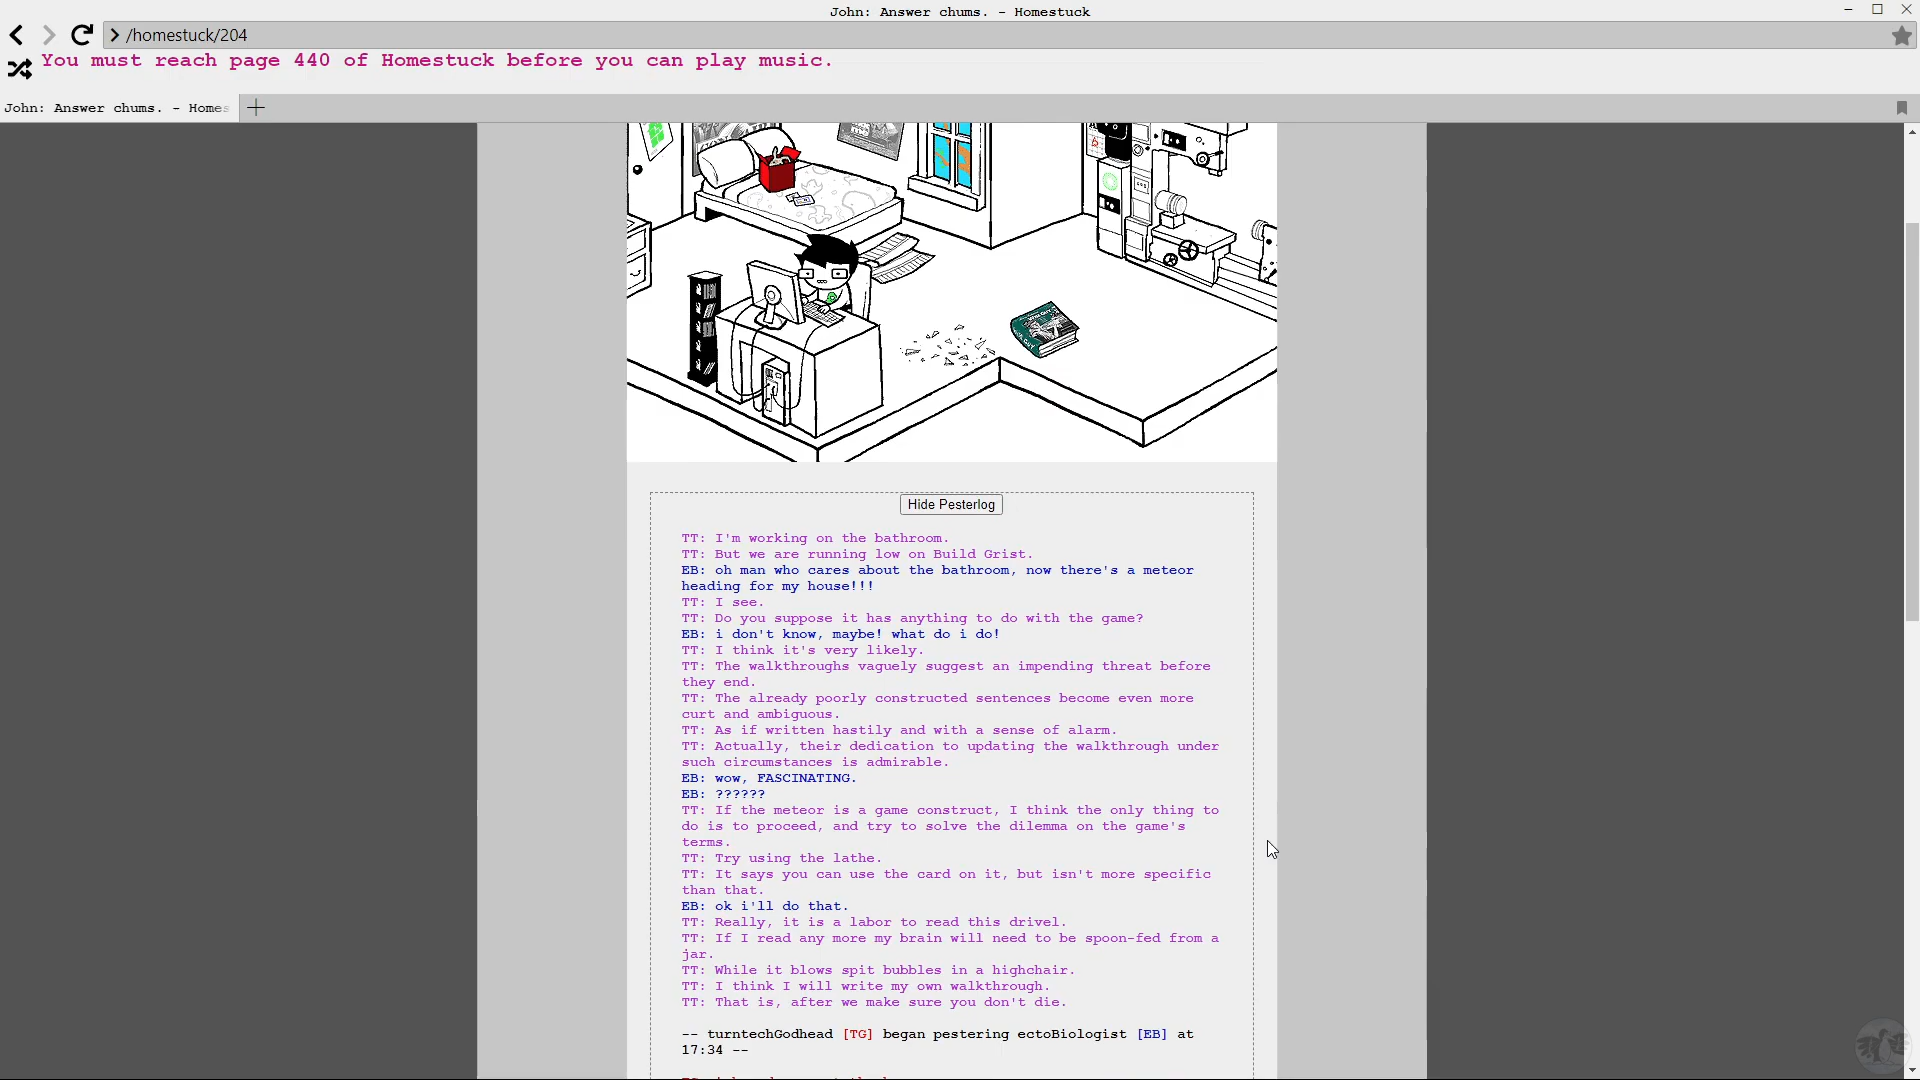 John: Answer chums. - Homestuck
/homestuck/204
You must reach page 440 of Homestuck before you can play music.
John: Answer chums. - Homes
Hide Pesterlog
TT: I'm working on the bathroom.
TT: But we are running low on Build Grist.
EB: oh man who cares about the bathroom, now there's a meteor
heading for my house!!!
TT: I see.
TT: Do you suppose it has anything to do with the game?
EB: i don't know, maybe! what do i do!
TT: I think it's very likely.
TT: The walkthroughs vaguely suggest an impending threat before
they end.
TT: The already poorly constructed sentences become even more
curt and ambiguous.
TT: As if written hastily and with a sense of alarm.
TT: Actually, their dedication to updating the walkthrough under
such circumstances is admirable.
EB: wow, FASCINATING.
EB: ??????
TT: If the meteor is a game construct, I think the only thing to
do is to proceed, and try to solve the dilemma on the game's
terms.
TT: Try using the lathe.
TT: It says you can use the card on it, but isn't more specific
than that.
EB: ok i'll do that.
TT: Really, it is a labor to read this drivel.
TT: If I read any more my brain will need to be spoon-fed from a
jar.
TT: While it blows spit bubbles in a highchair.
TT: I think I will write my own walkthrough.
TT: That is, after we make sure you don't die.
-- turntechGodhead [TG] began pestering ectoBiologist [EB] at
17:34 --